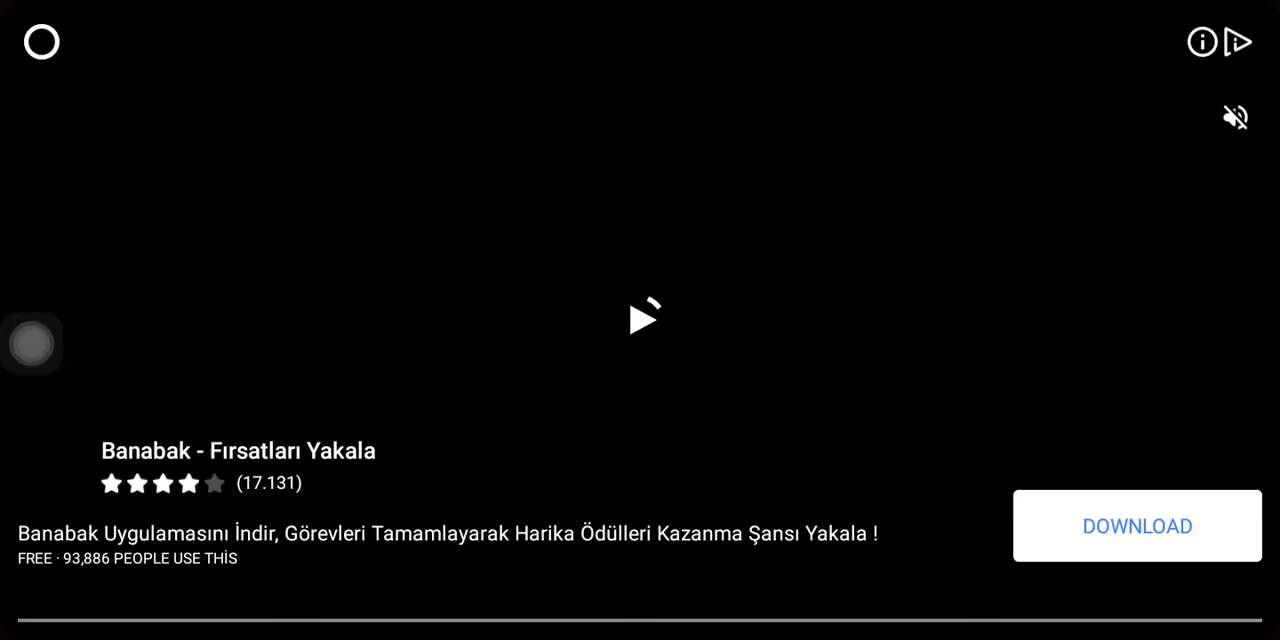 Banabak - Fırsatları Yakala
(17.131)
Banabak Uygulamasını İndir, Görevleri Tamamlayarak Harika Ödülleri Kazanma Şansı Yakala !
FREE · 93,886 PEOPLE USE THİS
DOWNLOAD